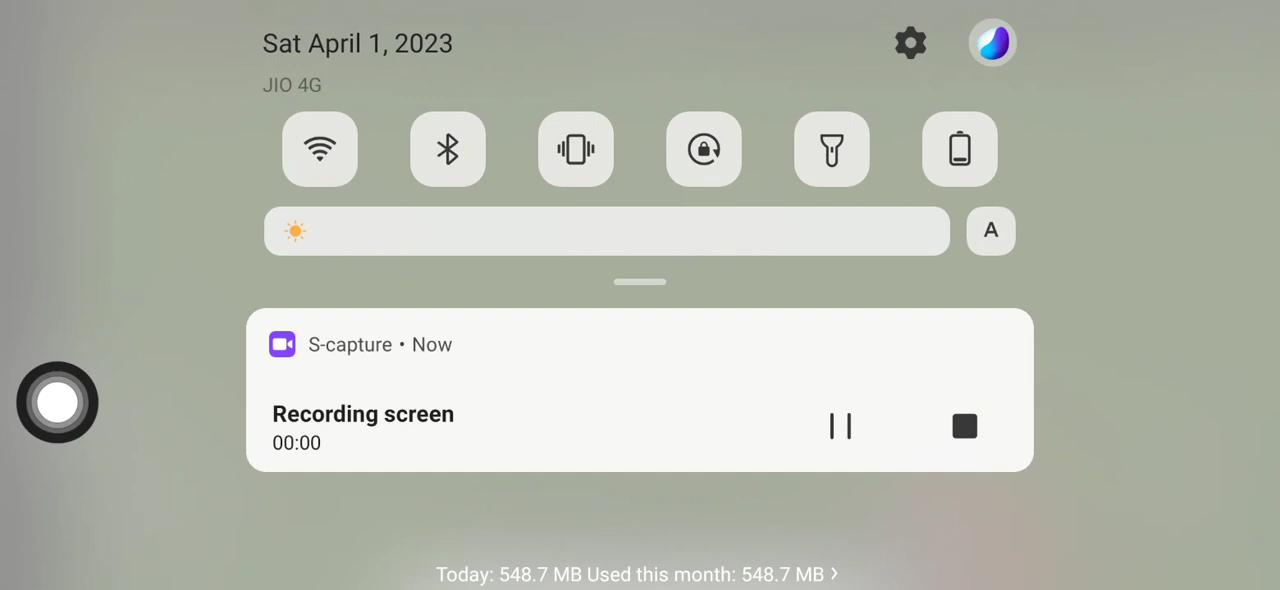 Sat April 1, 2023
JIO 4G
A
S-capture • Now
Recording screen
00:00
Today: 548.7 MB Used this month: 548.7 MB ›